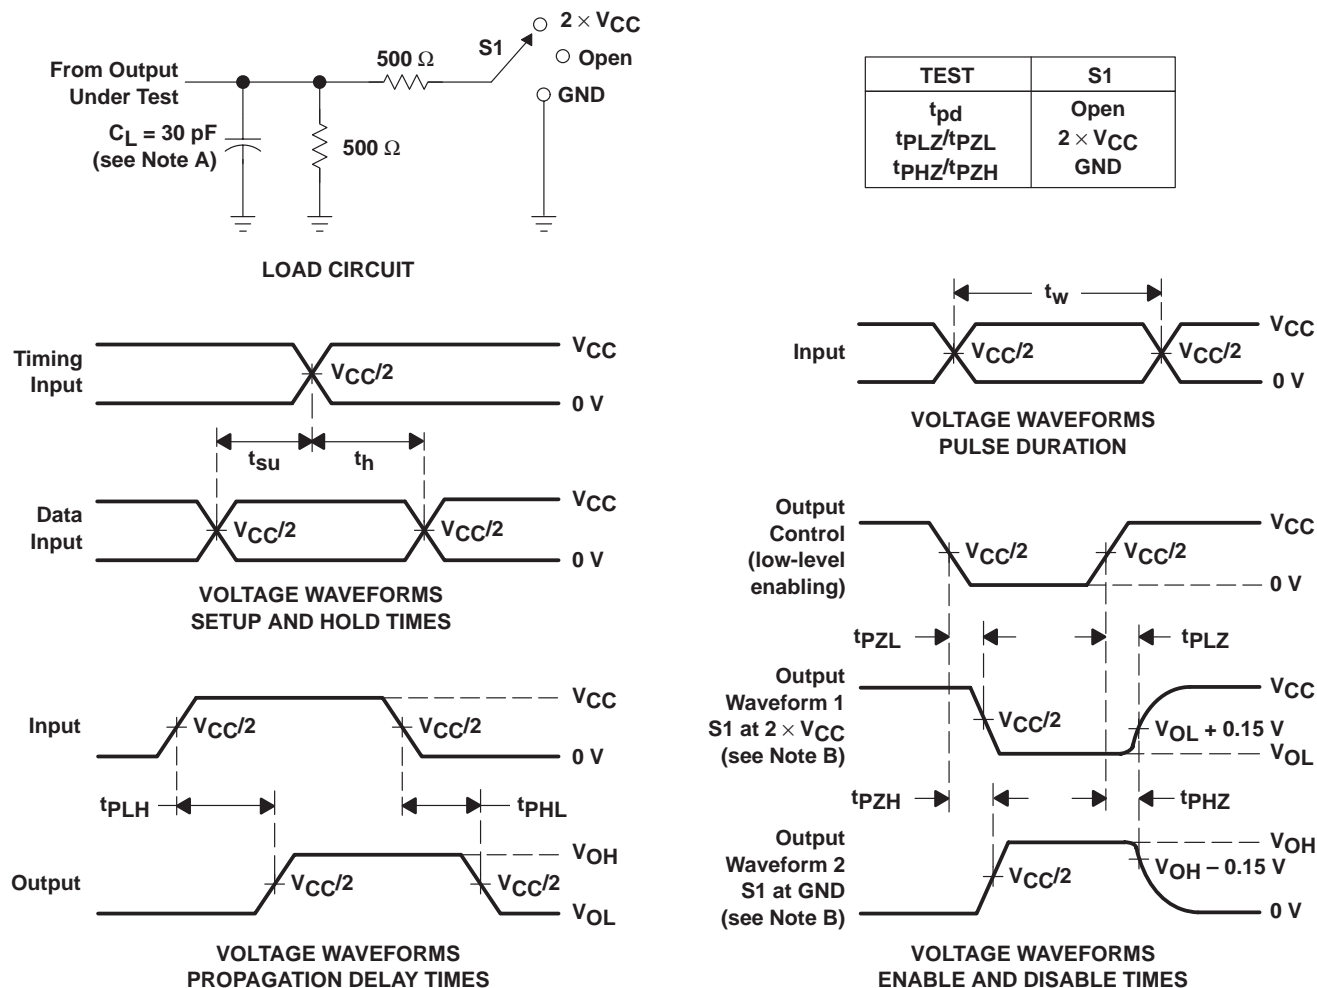 2 × VCC
S1
500 Ω
Open
From Output
Under Test
GND
CL = 30 pF
(see Note A)
500 Ω
LOAD CIRCUIT
TEST S1
tpd Open
tPLZ/tPZL 2 × VCC
tPHZ/tPZH GND
Timing
Input
VCC
VCC/2
0 V
tsu
th
Data
Input
VCC
VCC/2
VCC/2
0 V
VOLTAGE WAVEFORMS
SETUP AND HOLD TIMES
tw
Input
VCC
VCC/2
VCC/2
0 V
VOLTAGE WAVEFORMS
PULSE DURATION
Input
VCC
VCC/2
VCC/2
0 V
tPLH
tPHL
Output
VOH
VCC/2
VCC/2
VOL
VOLTAGE WAVEFORMS
PROPAGATION DELAY TIMES
Output
Control
(low-level
enabling)
VCC
VCC/2
VCC/2
0 V
tPZL
tPLZ
Output
Waveform 1
S1 at 2 × VCC
(see Note B)
VCC
VCC/2
VOL + 0.15 V
VOL
tPZH
tPHZ
Output
Waveform 2
S1 at GND
(see Note B)
VOH
VCC/2
VOH – 0.15 V
0 V
VOLTAGE WAVEFORMS
ENABLE AND DISABLE TIMES